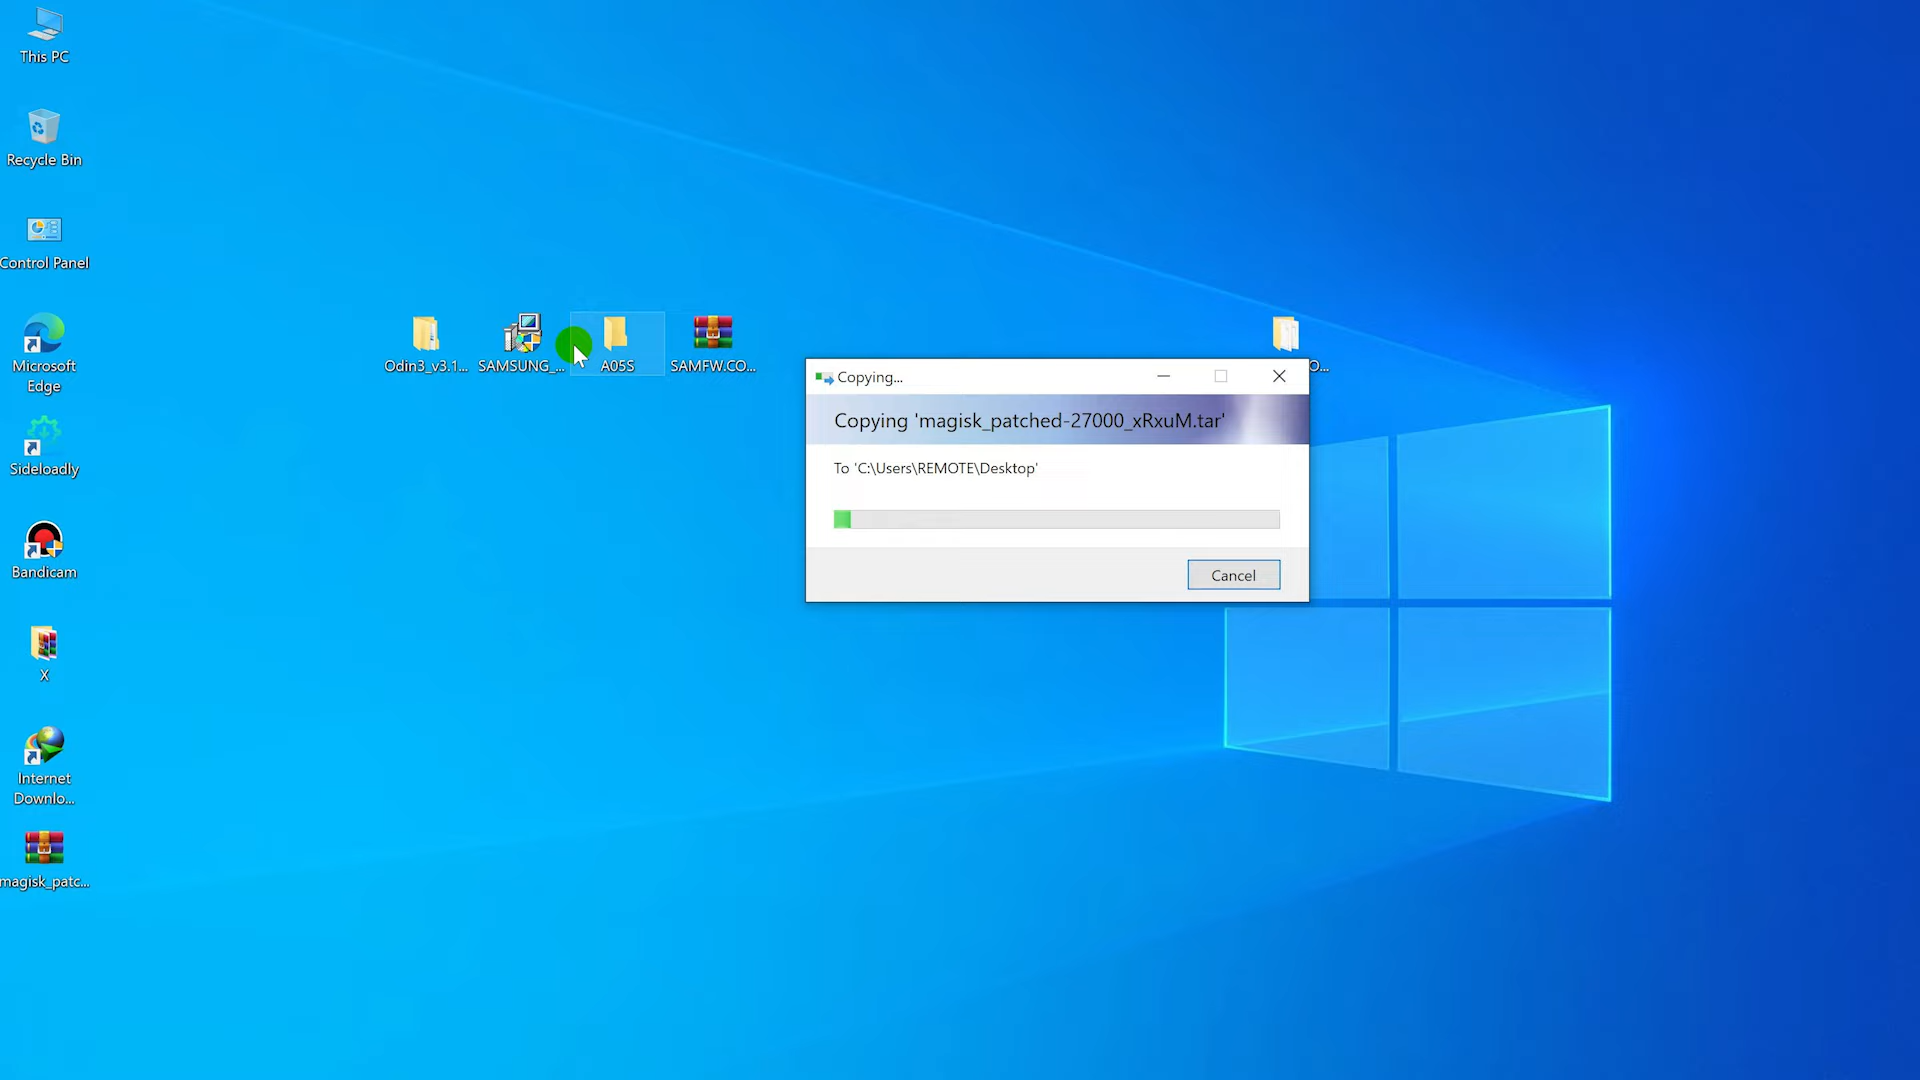 This PC
Recycle Bin
Control Panel
Microsoft
Edge
Sideloadly
Bandicam
X
Internet
Downlo...
magisk_patc...
Odin3_v3.1...
SAMSUNG_...
A05S
SAMFW.CO...
O...
Copying...
Copying 'magisk_patched-27000_xRxuM.tar'
To 'C:\Users\REMOTE\Desktop'
Cancel